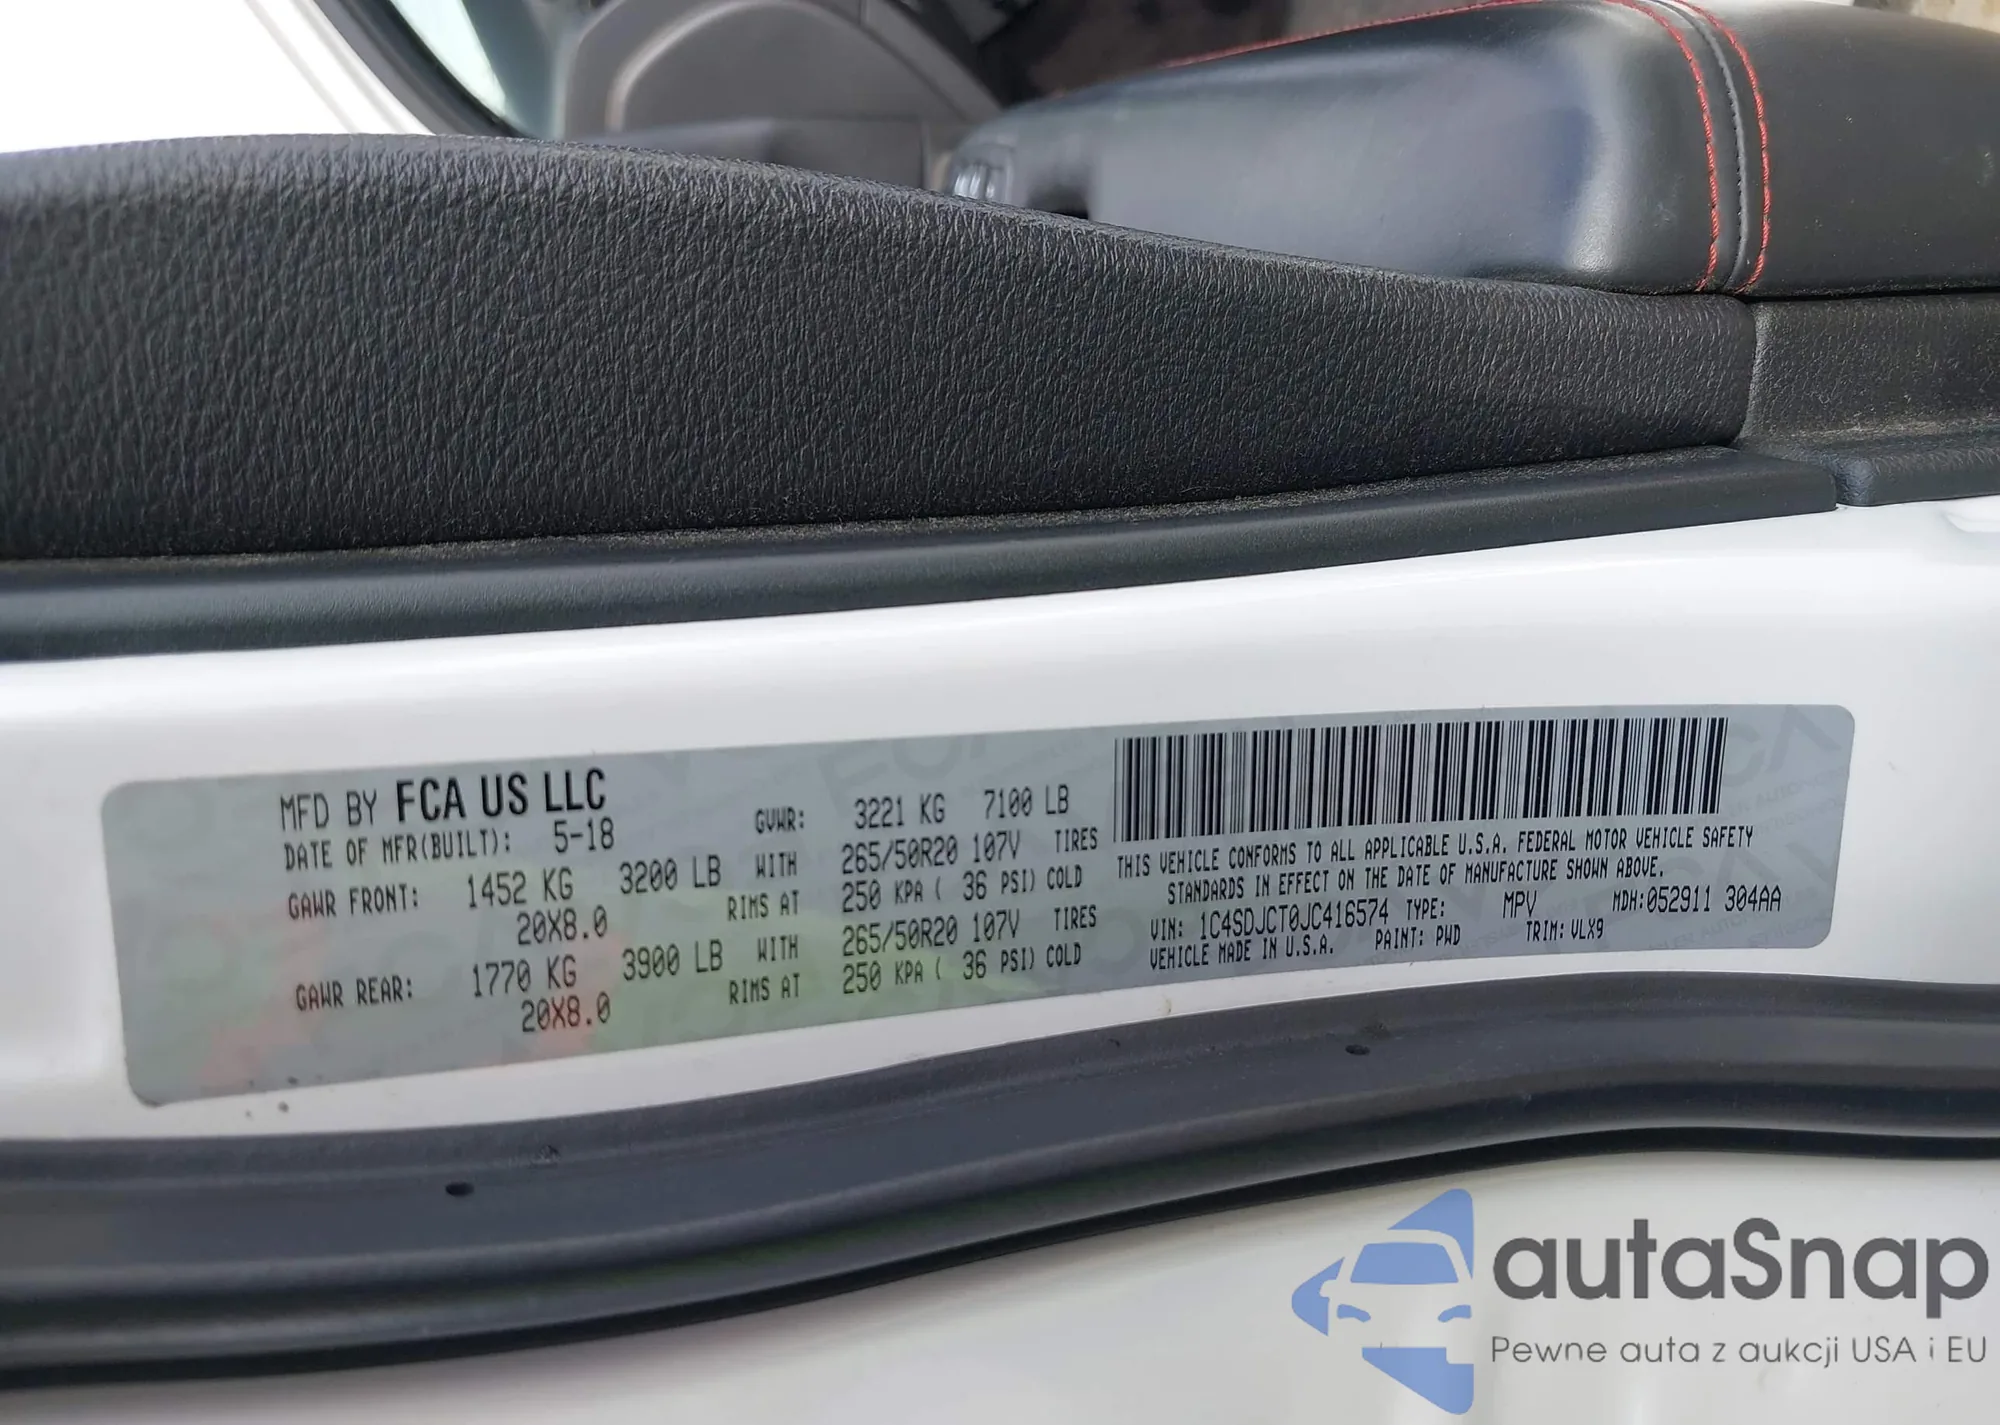 MFD BY FCA US LLC
DATE OF MFR(BUILT): 5-18 GVWR: 3221 KG 7100 LB
GAWR FRONT: 1452 KG 3200 LB WITH 265/50R20 107V TIRES
20X8.0 RIMS AT 250 KPA ( 36 PSI) COLD
GAWR REAR: 1770 KG 3900 LB WITH 265/50R20 107V TIRES
20X8.0 RIMS AT 250 KPA ( 36 PSI) COLD
THIS VEHICLE CONFORMS TO ALL APPLICABLE U.S.A. FEDERAL MOTOR VEHICLE SAFETY
STANDARDS IN EFFECT ON THE DATE OF MANUFACTURE SHOWN ABOVE.
VIN: 1C4SDJCT0JC416574 TYPE: MPV MDH:052911 304AA
VEHICLE MADE IN U.S.A. PAINT: PWD TRIM: VLX9
autaSnap
Pewne auta z aukcji USA i EU